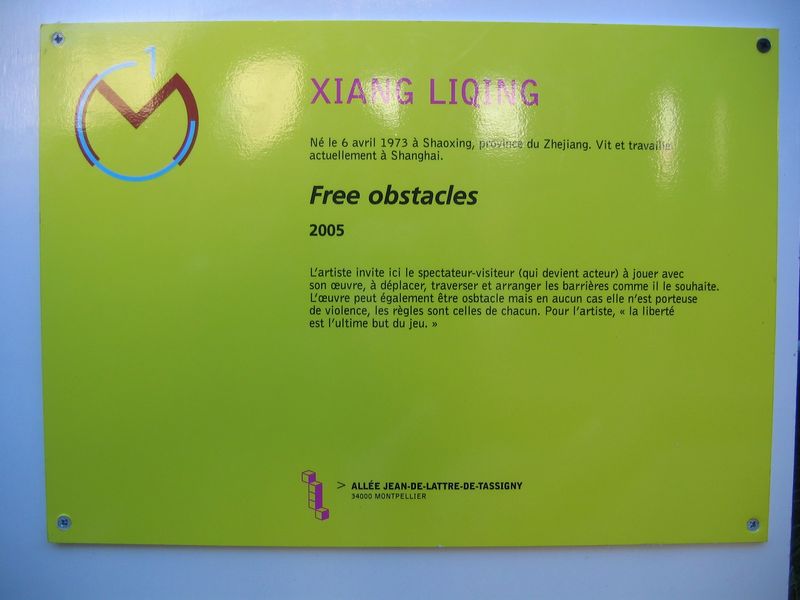 1
XIANG LIQING
Né le 6 avril 1973 à Shaoxing, province du Zhejiang. Vit et travaille
actuellement à Shanghai.
Free obstacles
2005
L'artiste invite ici le spectateur-visiteur (qui devient acteur) à jouer avec
son œuvre, à déplacer, traverser et arranger les barrières comme il le souhaite.
L'œuvre peut également être osbtacle mais en aucun cas elle n'est porteuse
de violence, les règles sont celles de chacun. Pour l'artiste, « la liberté
est l'ultime but du jeu. »
> ALLÉE JEAN-DE-LATTRE-DE-TASSIGNY
34000 MONTPELLIER